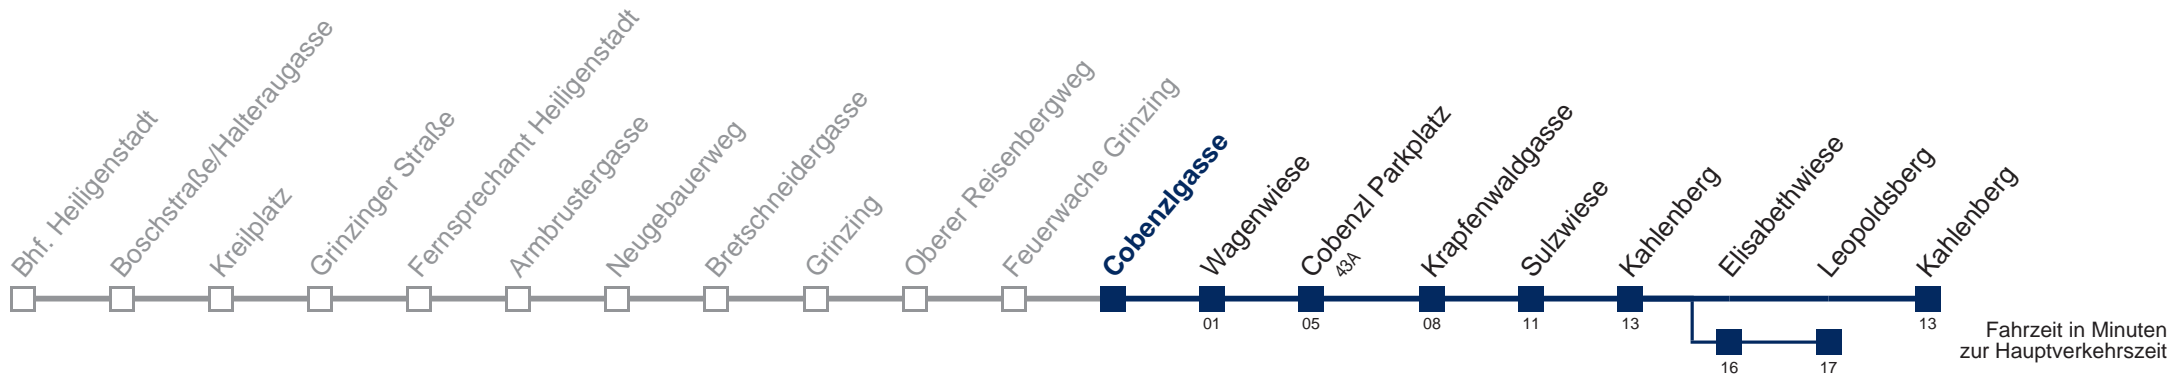 Bhf. Heiligenstadt
Boschstraße/Halteraugasse
Kreilplatz
Grinzinger Straße
Fernsprechamt Heiligenstadt
Armbrustergasse
Neugebauerweg
Bretschneidergasse
Grinzing
Oberer Reisenbergweg
Feuerwache Grinzing
Cobenzlgasse
Wagenwiese
Cobenzl Parkplatz
43A
Krapfenwaldgasse
Sulzwiese
Kahlenberg
Elisabethwiese
Leopoldsberg
Kahlenberg
01
05
08
11
13
13
16
17
Fahrzeit in Minuten
zur Hauptverkehrszeit